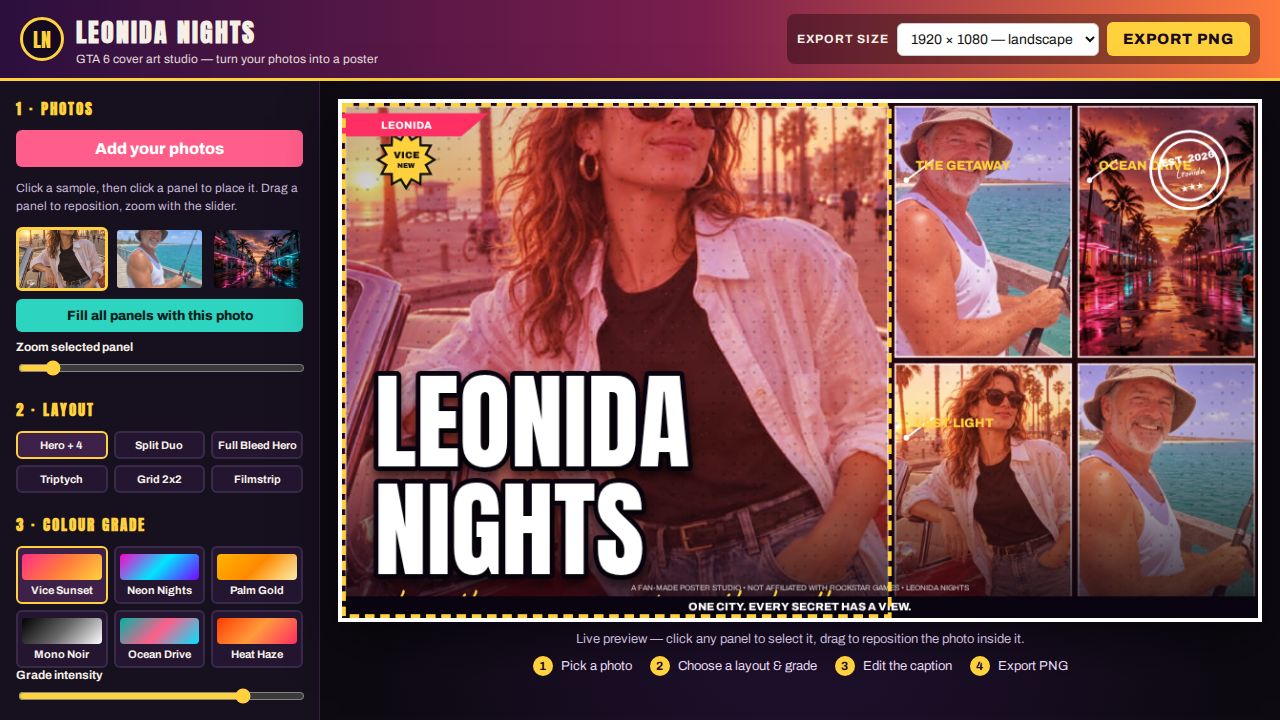 LN
LEONIDA NIGHTS
GTA 6 cover art studio — turn your photos into a poster
EXPORT SIZE
1920 × 1080 — landscape
EXPORT PNG
1 · PHOTOS
Add your photos
Click a sample, then click a panel to place it. Drag a
panel to reposition, zoom with the slider.
Fill all panels with this photo
Zoom selected panel
2 · LAYOUT
Hero + 4
Split Duo
Full Bleed Hero
Triptych
Grid 2x2
Filmstrip
3 · COLOUR GRADE
Vice Sunset
Neon Nights
Palm Gold
Mono Noir
Ocean Drive
Heat Haze
Grade intensity
LEONIDA
VICE
NEW
THE GETAWAY
OCEAN DRIVE
EST. 2026
Leonida
LIGHT
LEONIDA
NIGHTS
A FAN-MADE POSTER STUDIO • NOT AFFILIATED WITH ROCKSTAR GAMES • LEONIDA NIGHTS
ONE CITY. EVERY SECRET HAS A VIEW.
Live preview — click any panel to select it, drag to reposition the photo inside it.
1 Pick a photo
2 Choose a layout & grade
3 Edit the caption
4 Export PNG